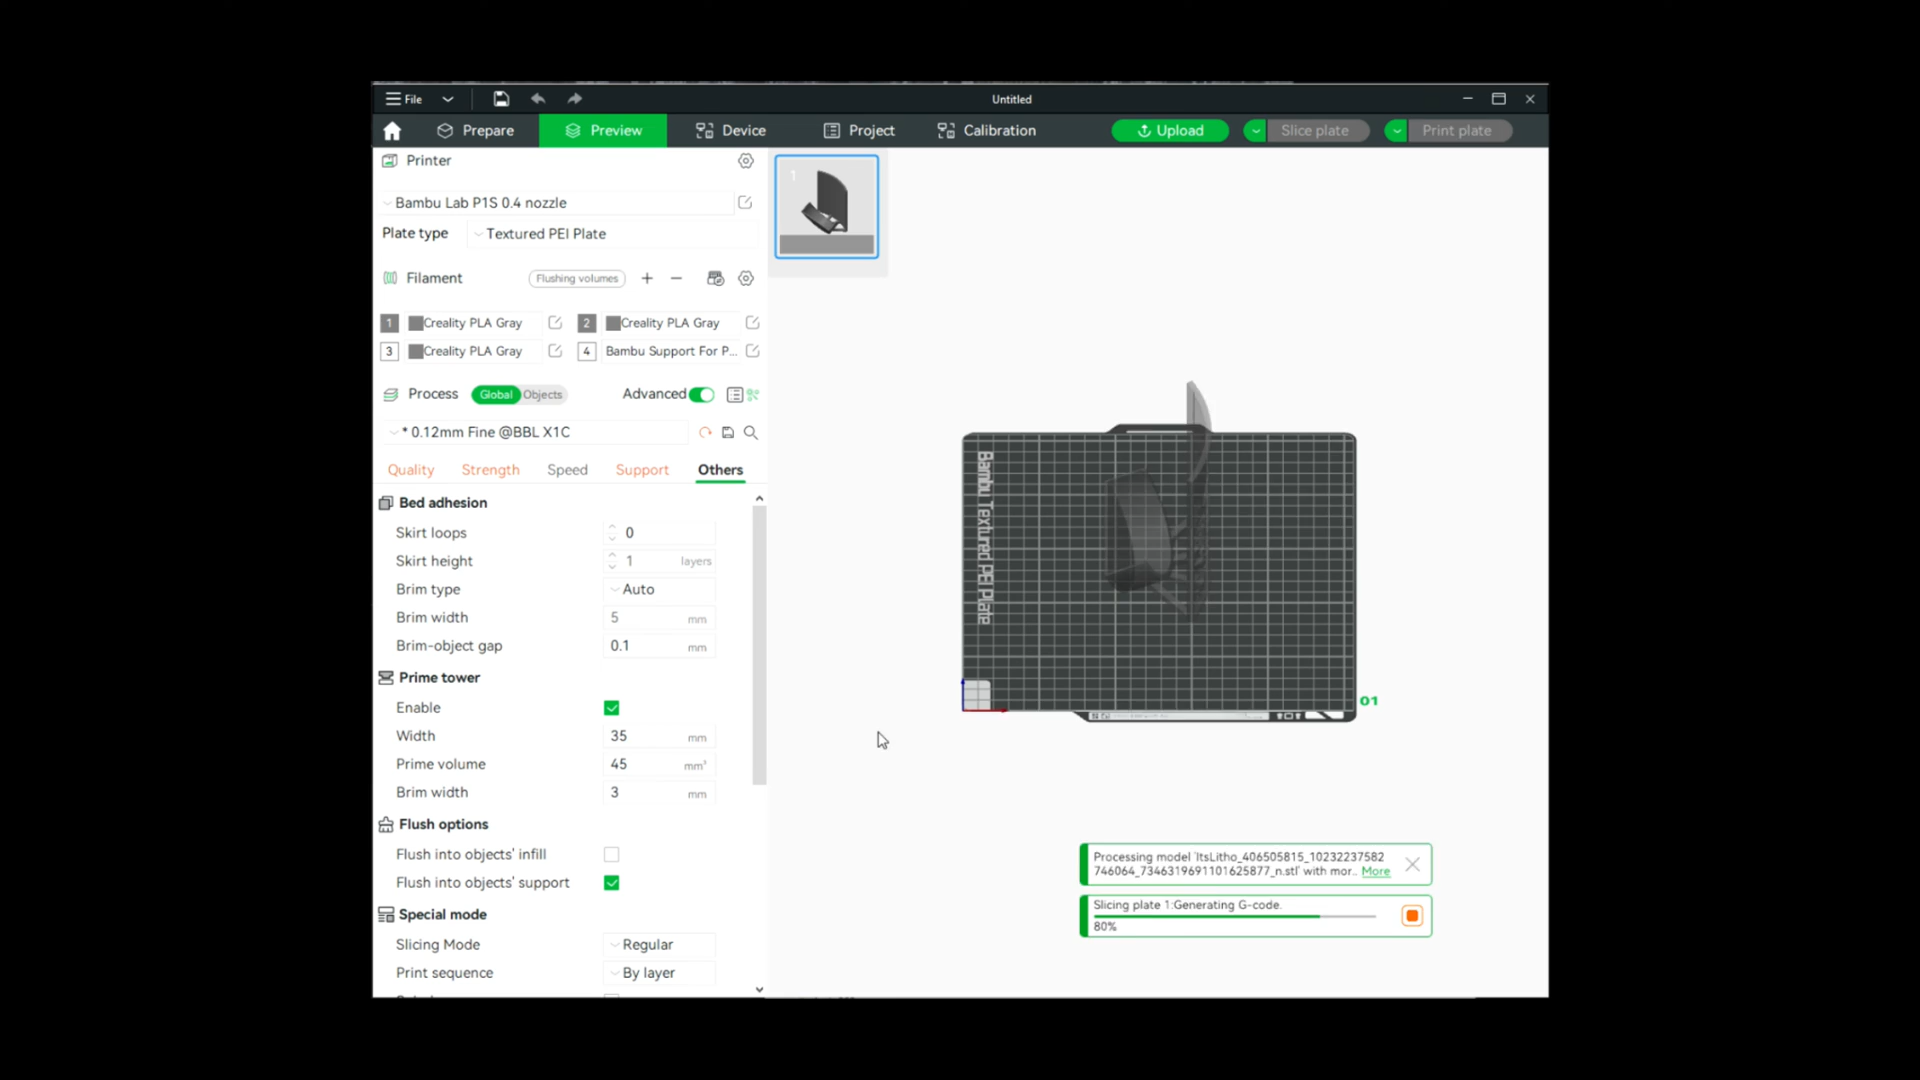 File
Untitled
Prepare
Preview
Device
Project
Calibration
Upload
Slice plate
Print plate
Printer
Bambu Lab P1S 0.4 nozzle
Plate type
Textured PEI Plate
Filament
Flushing volumes
1 Creality PLA Gray
2 Creality PLA Gray
3 Creality PLA Gray
4 Bambu Support For P...
Process
Global
Objects
Advanced
* 0.12mm Fine @BBL X1C
Quality
Strength
Speed
Support
Others
Bed adhesion
Skirt loops 0
Skirt height 1 layers
Brim type Auto
Brim width 5 mm
Brim-object gap 0.1 mm
Prime tower
Enable
Width 35 mm
Prime volume 45 mm³
Brim width 3 mm
Flush options
Flush into objects' infill
Flush into objects' support
Special mode
Slicing Mode Regular
Print sequence By layer
1
Bambu Textured PEI Plate
01
Processing model 'ItsLitho_406505815_10232237582
746064_7346319691101625877_n.stl' with mor.. More
Slicing plate 1:Generating G-code.
80%